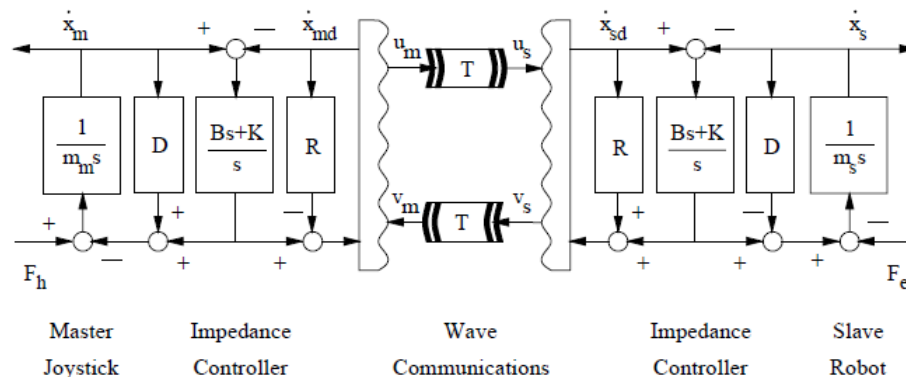 ẋm + − ẋmd ẋsd + − ẋs
um T us
1 / mms D Bs+K / s R R Bs+K / s D 1 / mss
vm T vs
+ + − + − −
− + + + + + + +
Fh Fe
Master Impedance Wave Impedance Slave
Joystick Controller Communications Controller Robot